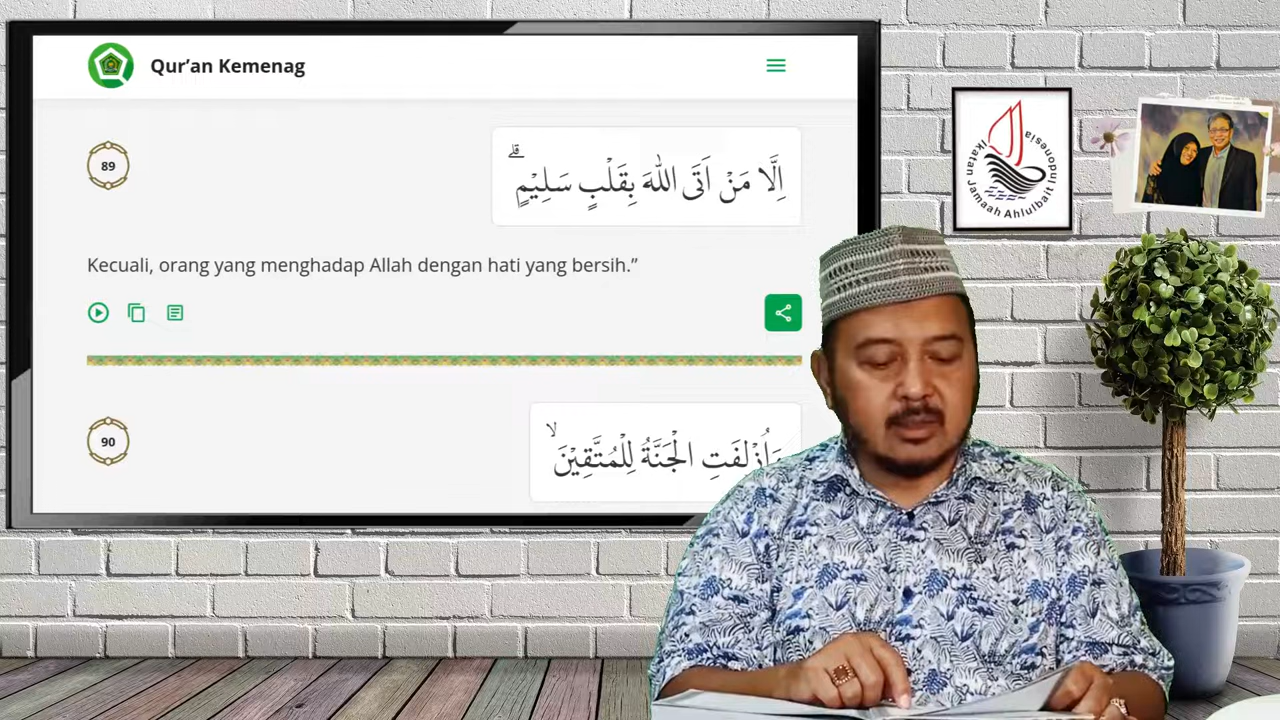 Qur’an Kemenag
89
اِلَّا مَنْ اَتَى اللّٰهَ بِقَلْبٍ سَلِيْمٍ ۗ
Kecuali, orang yang menghadap Allah dengan hati yang bersih.”
90
الْجَنَّةُ لِلْمُتَّقِيْنَ ۙ
Ikatan Jamaah Ahlulbait Indonesia